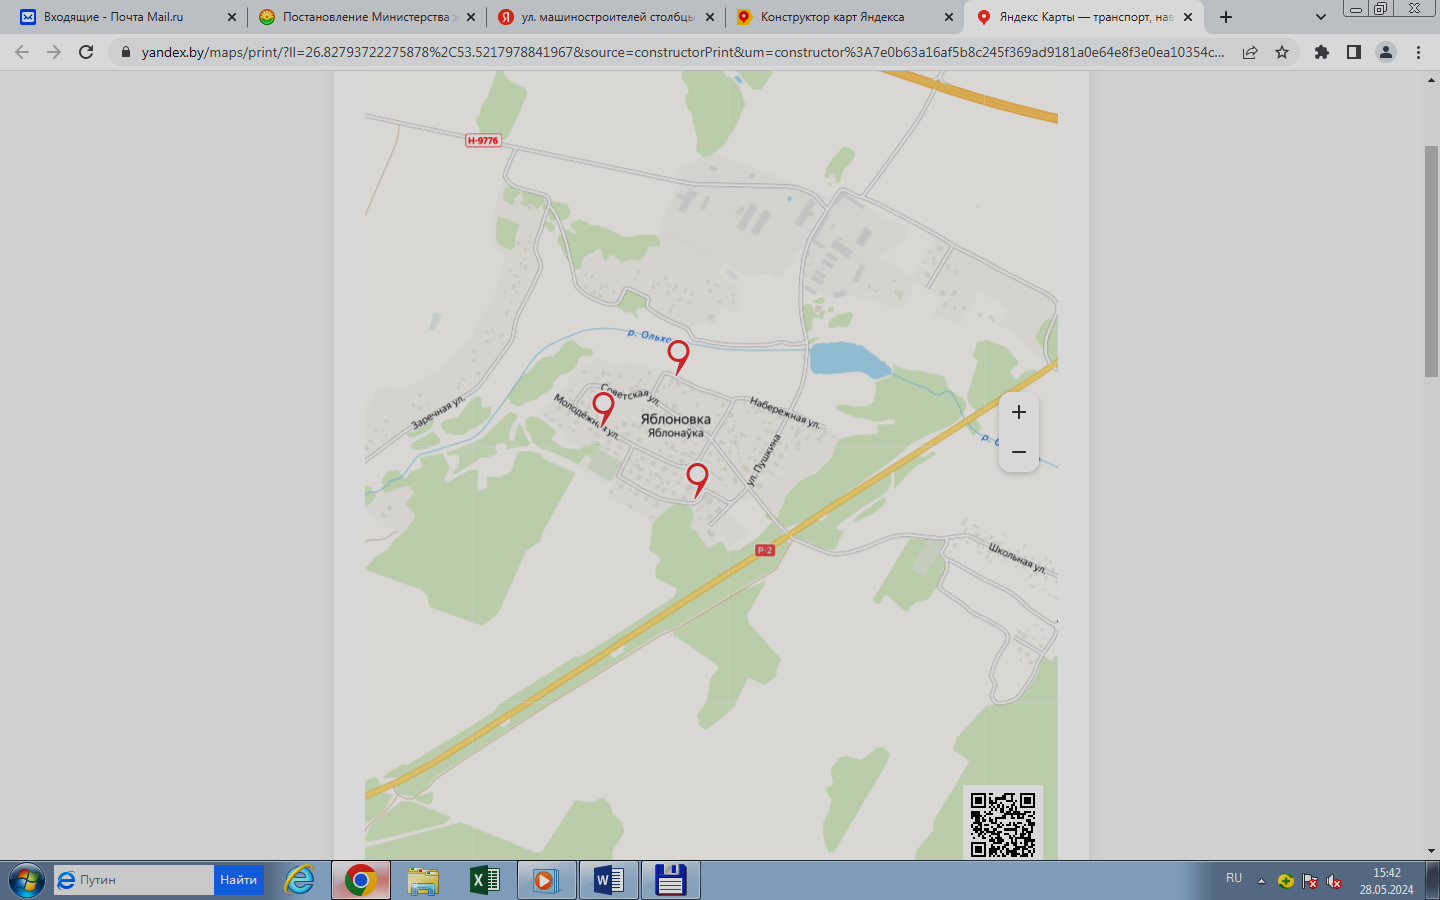 Входящие - Почта Mail.ru
Постановление Министерства
ул. машиностроителей столбцы
Конструктор карт Яндекса
Яндекс Карты — транспорт, нав
yandex.by/maps/print/?ll=26.82793722275878%2C53.5217978841967&source=constructorPrint&um=constructor%3A7e0b63a16af5b8c245f369ad9181a0e64e8f3e0ea10354c...
Н-9776
р. Ольхо
Советская ул.
Молодёжная ул.
Заречная ул.
Набережная ул.
Яблоновка
Яблонаўка
ул. Пушкина
Р-2
Школьная ул.
+
−
Путин
Найти
RU
15:42
28.05.2024